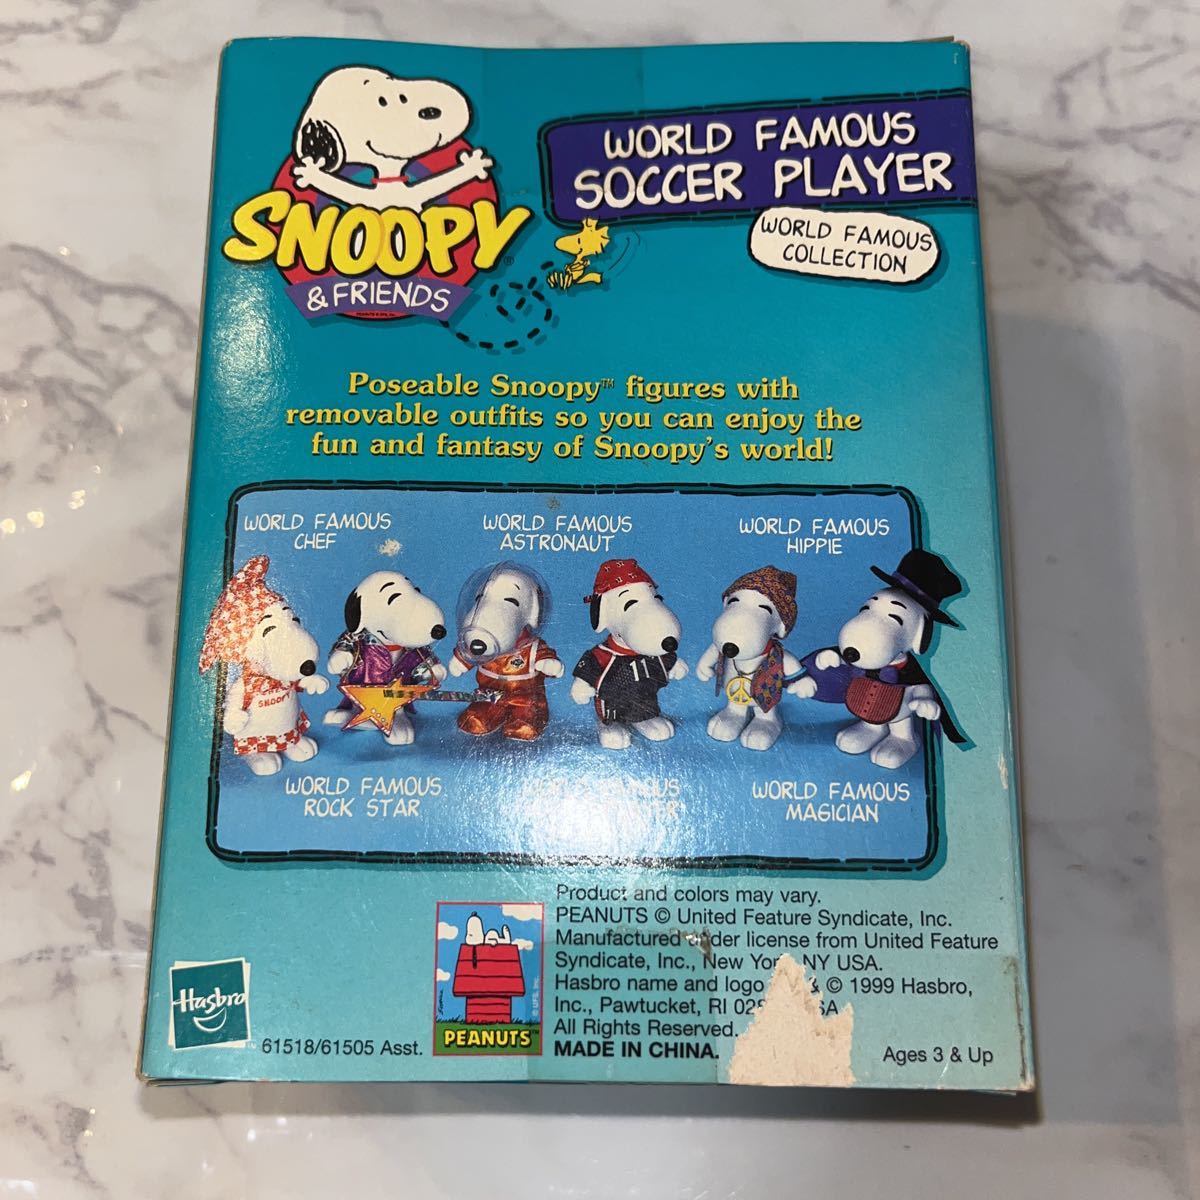 SNOOPY
& FRIENDS
WORLD FAMOUS
SOCCER PLAYER
WORLD FAMOUS
COLLECTION
Poseable Snoopy™ figures with
removable outfits so you can enjoy the
fun and fantasy of Snoopy's world!
WORLD FAMOUS
CHEF
WORLD FAMOUS
ASTRONAUT
WORLD FAMOUS
HIPPIE
SNOOPY
11
11
WORLD FAMOUS
ROCK STAR
WORLD FAMOUS
MAGICIAN
Product and colors may vary.
PEANUTS © United Feature Syndicate, Inc.
Manufactured under license from United Feature
Syndicate, Inc., New York, NY USA.
Hasbro name and logo & © 1999 Hasbro,
Inc., Pawtucket, RI
All Rights Reserved.
MADE IN CHINA.
PEANUTS™
Hasbro
61518/61505 Asst.
Ages 3 & Up